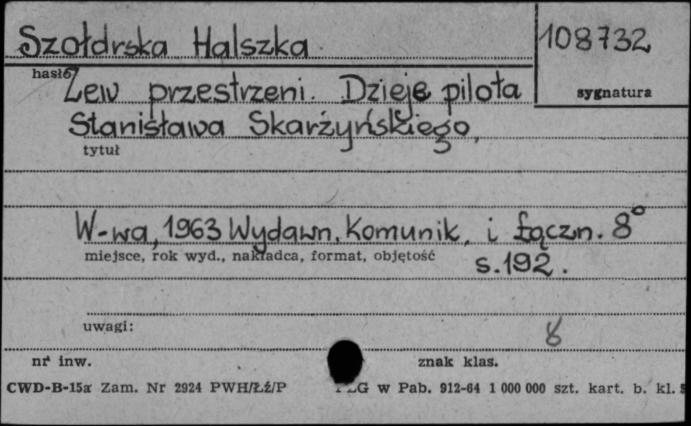 Szołdrska Halszka
108732
hasło
sygnatura
Zew przestrzeni. Dzieje pilota
Stanisława Skarżyńskiego.
tytuł
W-wa, 1963 Wydawn. Komunik. i Łączn. 8°
miejsce, rok wyd., nakładca, format, objętość
s. 192.
uwagi:
8
nr inw.
znak klas.
CWD-B-15a Zam. Nr 2924 PWH/Łź/P
w Pab. 912-64 1 000 000 szt. kart. b. kl.